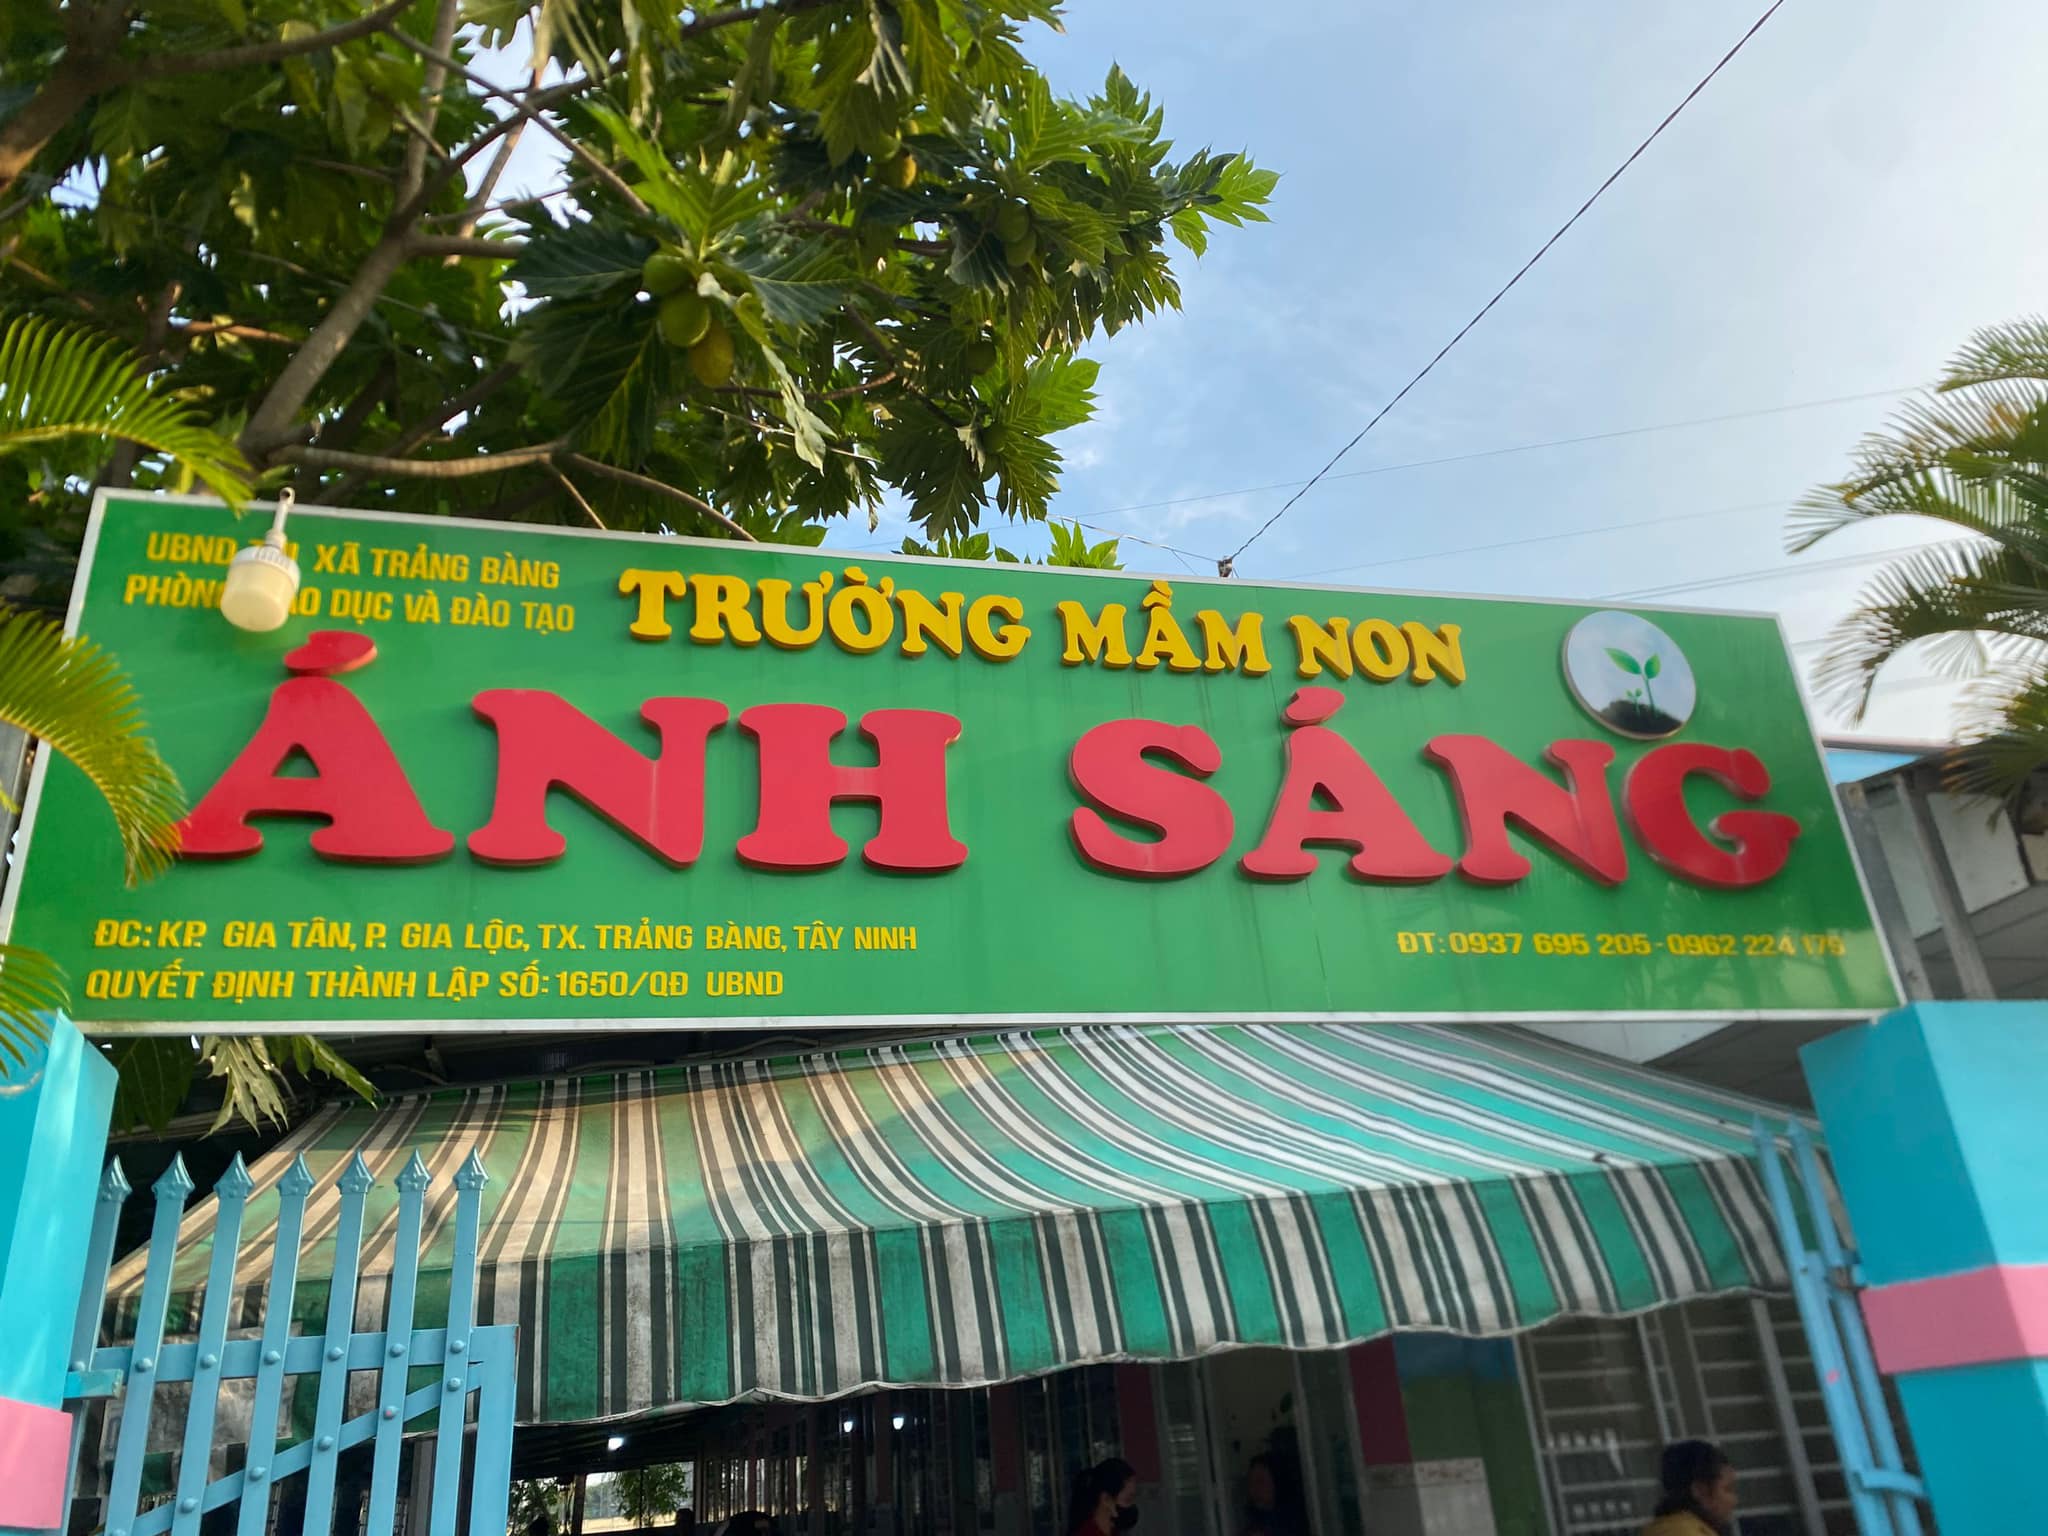 UBND XÃ TRẢNG BÀNG
PHÒNG DỤC VÀ ĐÀO TẠO
TRƯỜNG MẦM NON
ÁNH SÁNG
ĐC: KP. GIA TÂN, P. GIA LỘC, TX. TRẢNG BÀNG, TÂY NINH
QUYẾT ĐỊNH THÀNH LẬP SỐ: 1650/QĐ UBND
ĐT: 0937 695 205 - 0962 224 179